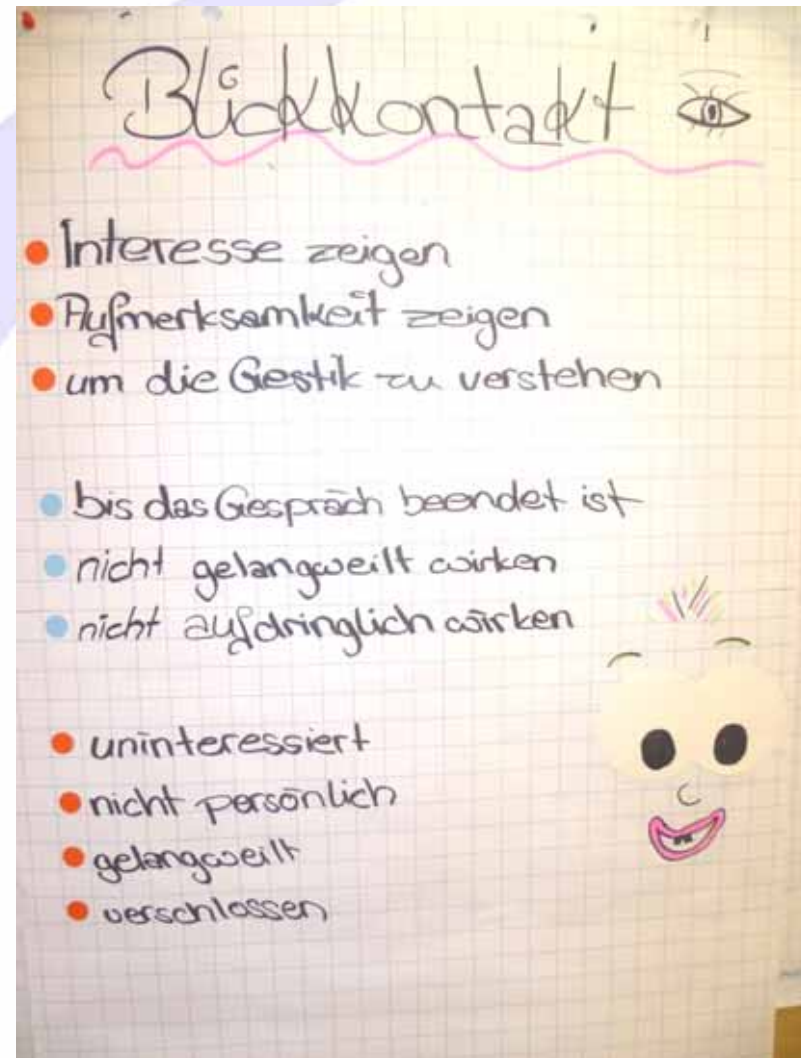 Blickkontakt
Interesse zeigen
Aufmerksamkeit zeigen
um die Gestik zu verstehen
bis das Gespräch beendet ist
nicht gelangweilt wirken
nicht aufdringlich wirken
uninteressiert
nicht persönlich
gelangweilt
verschlossen